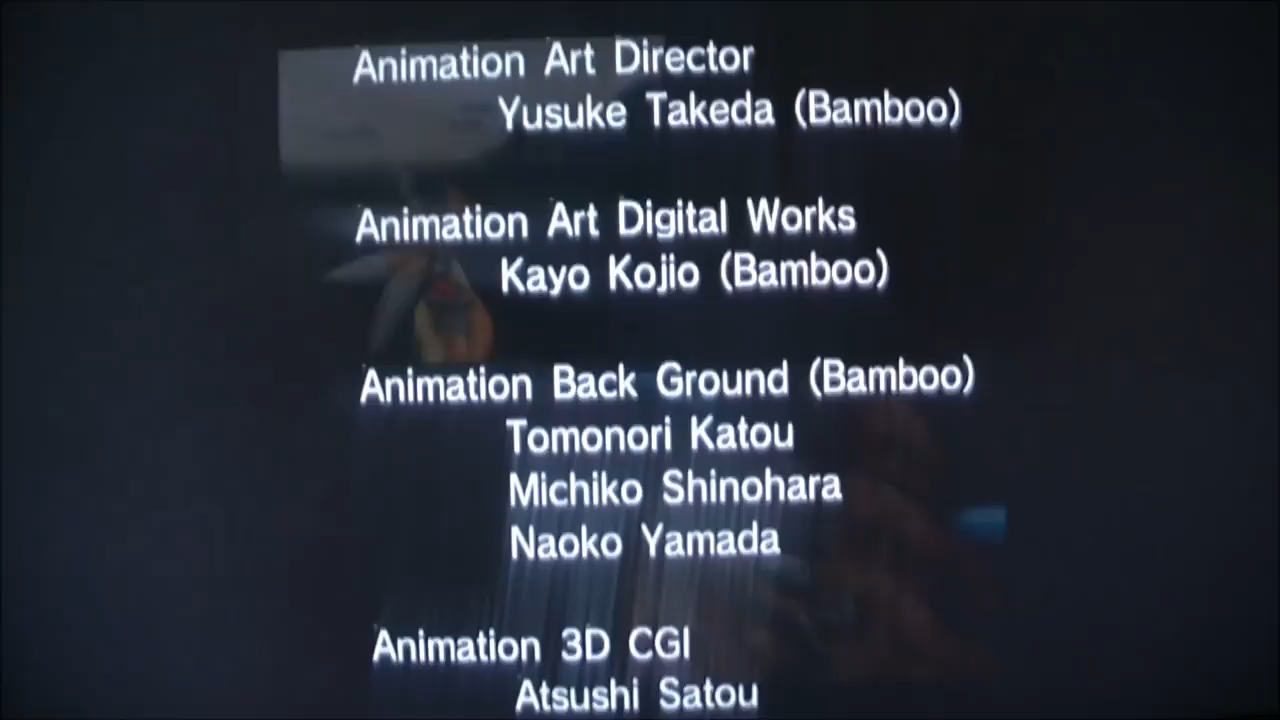 Animation Art Director
Yusuke Takeda (Bamboo)
Animation Art Digital Works
Kayo Kojio (Bamboo)
Animation Back Ground (Bamboo)
Tomonori Katou
Michiko Shinohara
Naoko Yamada
Animation 3D CGI
Atsushi Satou